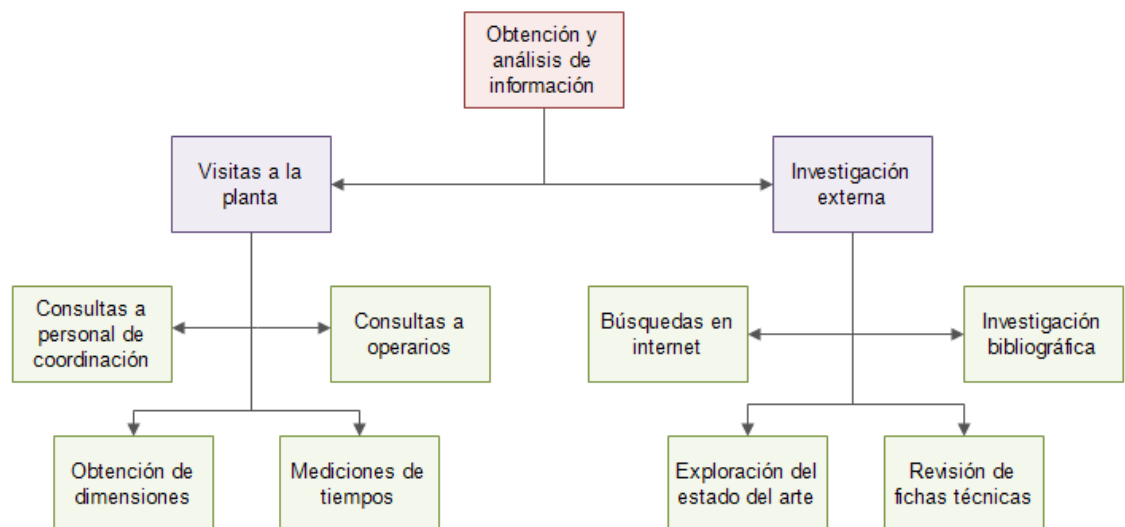 Obtención y
análisis de
información
Visitas a la
planta
Investigación
externa
Consultas a
personal de
coordinación
Consultas a
operarios
Búsquedas en
internet
Investigación
bibliográfica
Obtención de
dimensiones
Mediciones de
tiempos
Exploración del
estado del arte
Revisión de
fichas técnicas